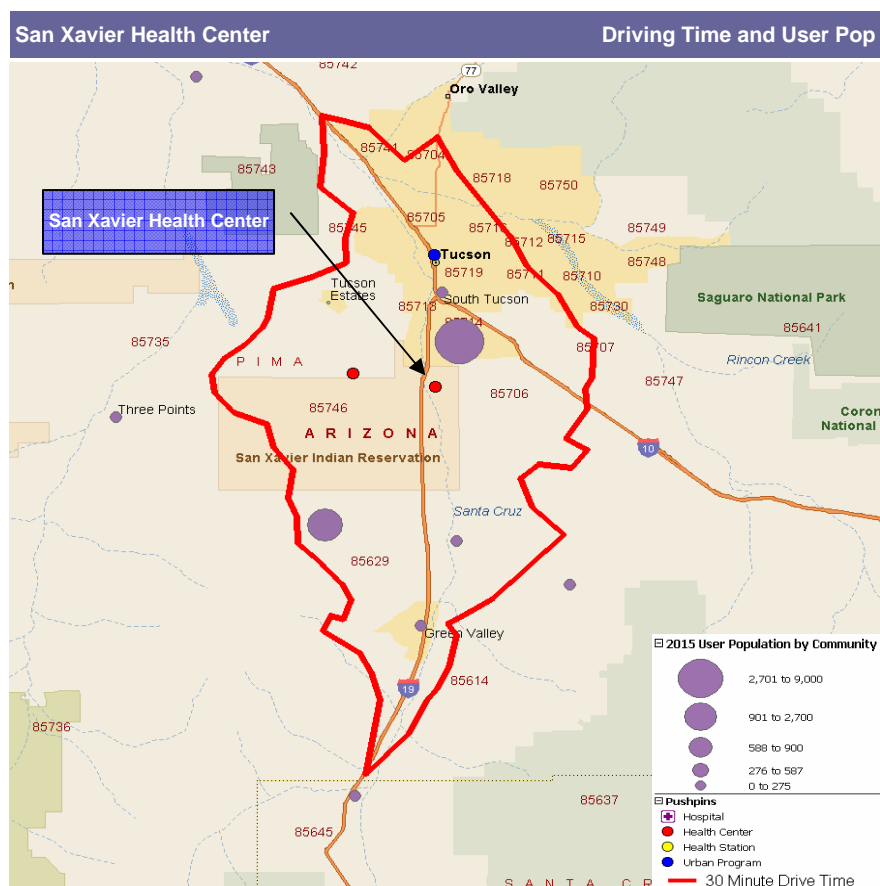 San Xavier Health Center
Driving Time and User Pop
85742
77
Oro Valley
85741
85704
85743
85718
85750
San Xavier Health Center
85705
85745
85749
85712
85715
Tucson
85748
85719
85711
85710
Tucson
Estates
South Tucson
Saguaro National Park
85713
85730
85641
85735
85707
Rincon Creek
PIMA
85747
85706
Three Points
85746
Coron
National
ARIZONA
10
San Xavier Indian Reservation
Santa Cruz
85629
Green Valley
2015 User Population by Community
85614
2,701 to 9,000
19
901 to 2,700
85736
588 to 900
276 to 587
0 to 275
85637
Pushpins
Hospital
85645
Health Center
Health Station
Urban Program
SANTA CR
30 Minute Drive Time